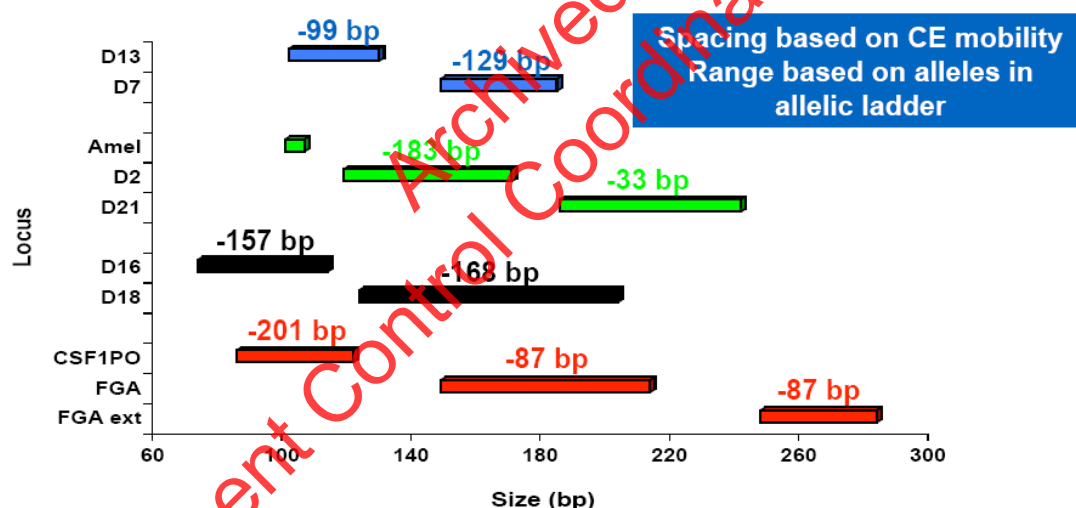 -99 bp
Spacing based on CE mobility
Range based on alleles in
allelic ladder
D13
-129 bp
D7
Amel
-183 bp
D2
-33 bp
D21
Locus
-157 bp
D16
-168 bp
D18
-201 bp
CSF1PO
-87 bp
FGA
-87 bp
FGA ext
60 100 140 180 220 260 300
Size (bp)
Archived
Control